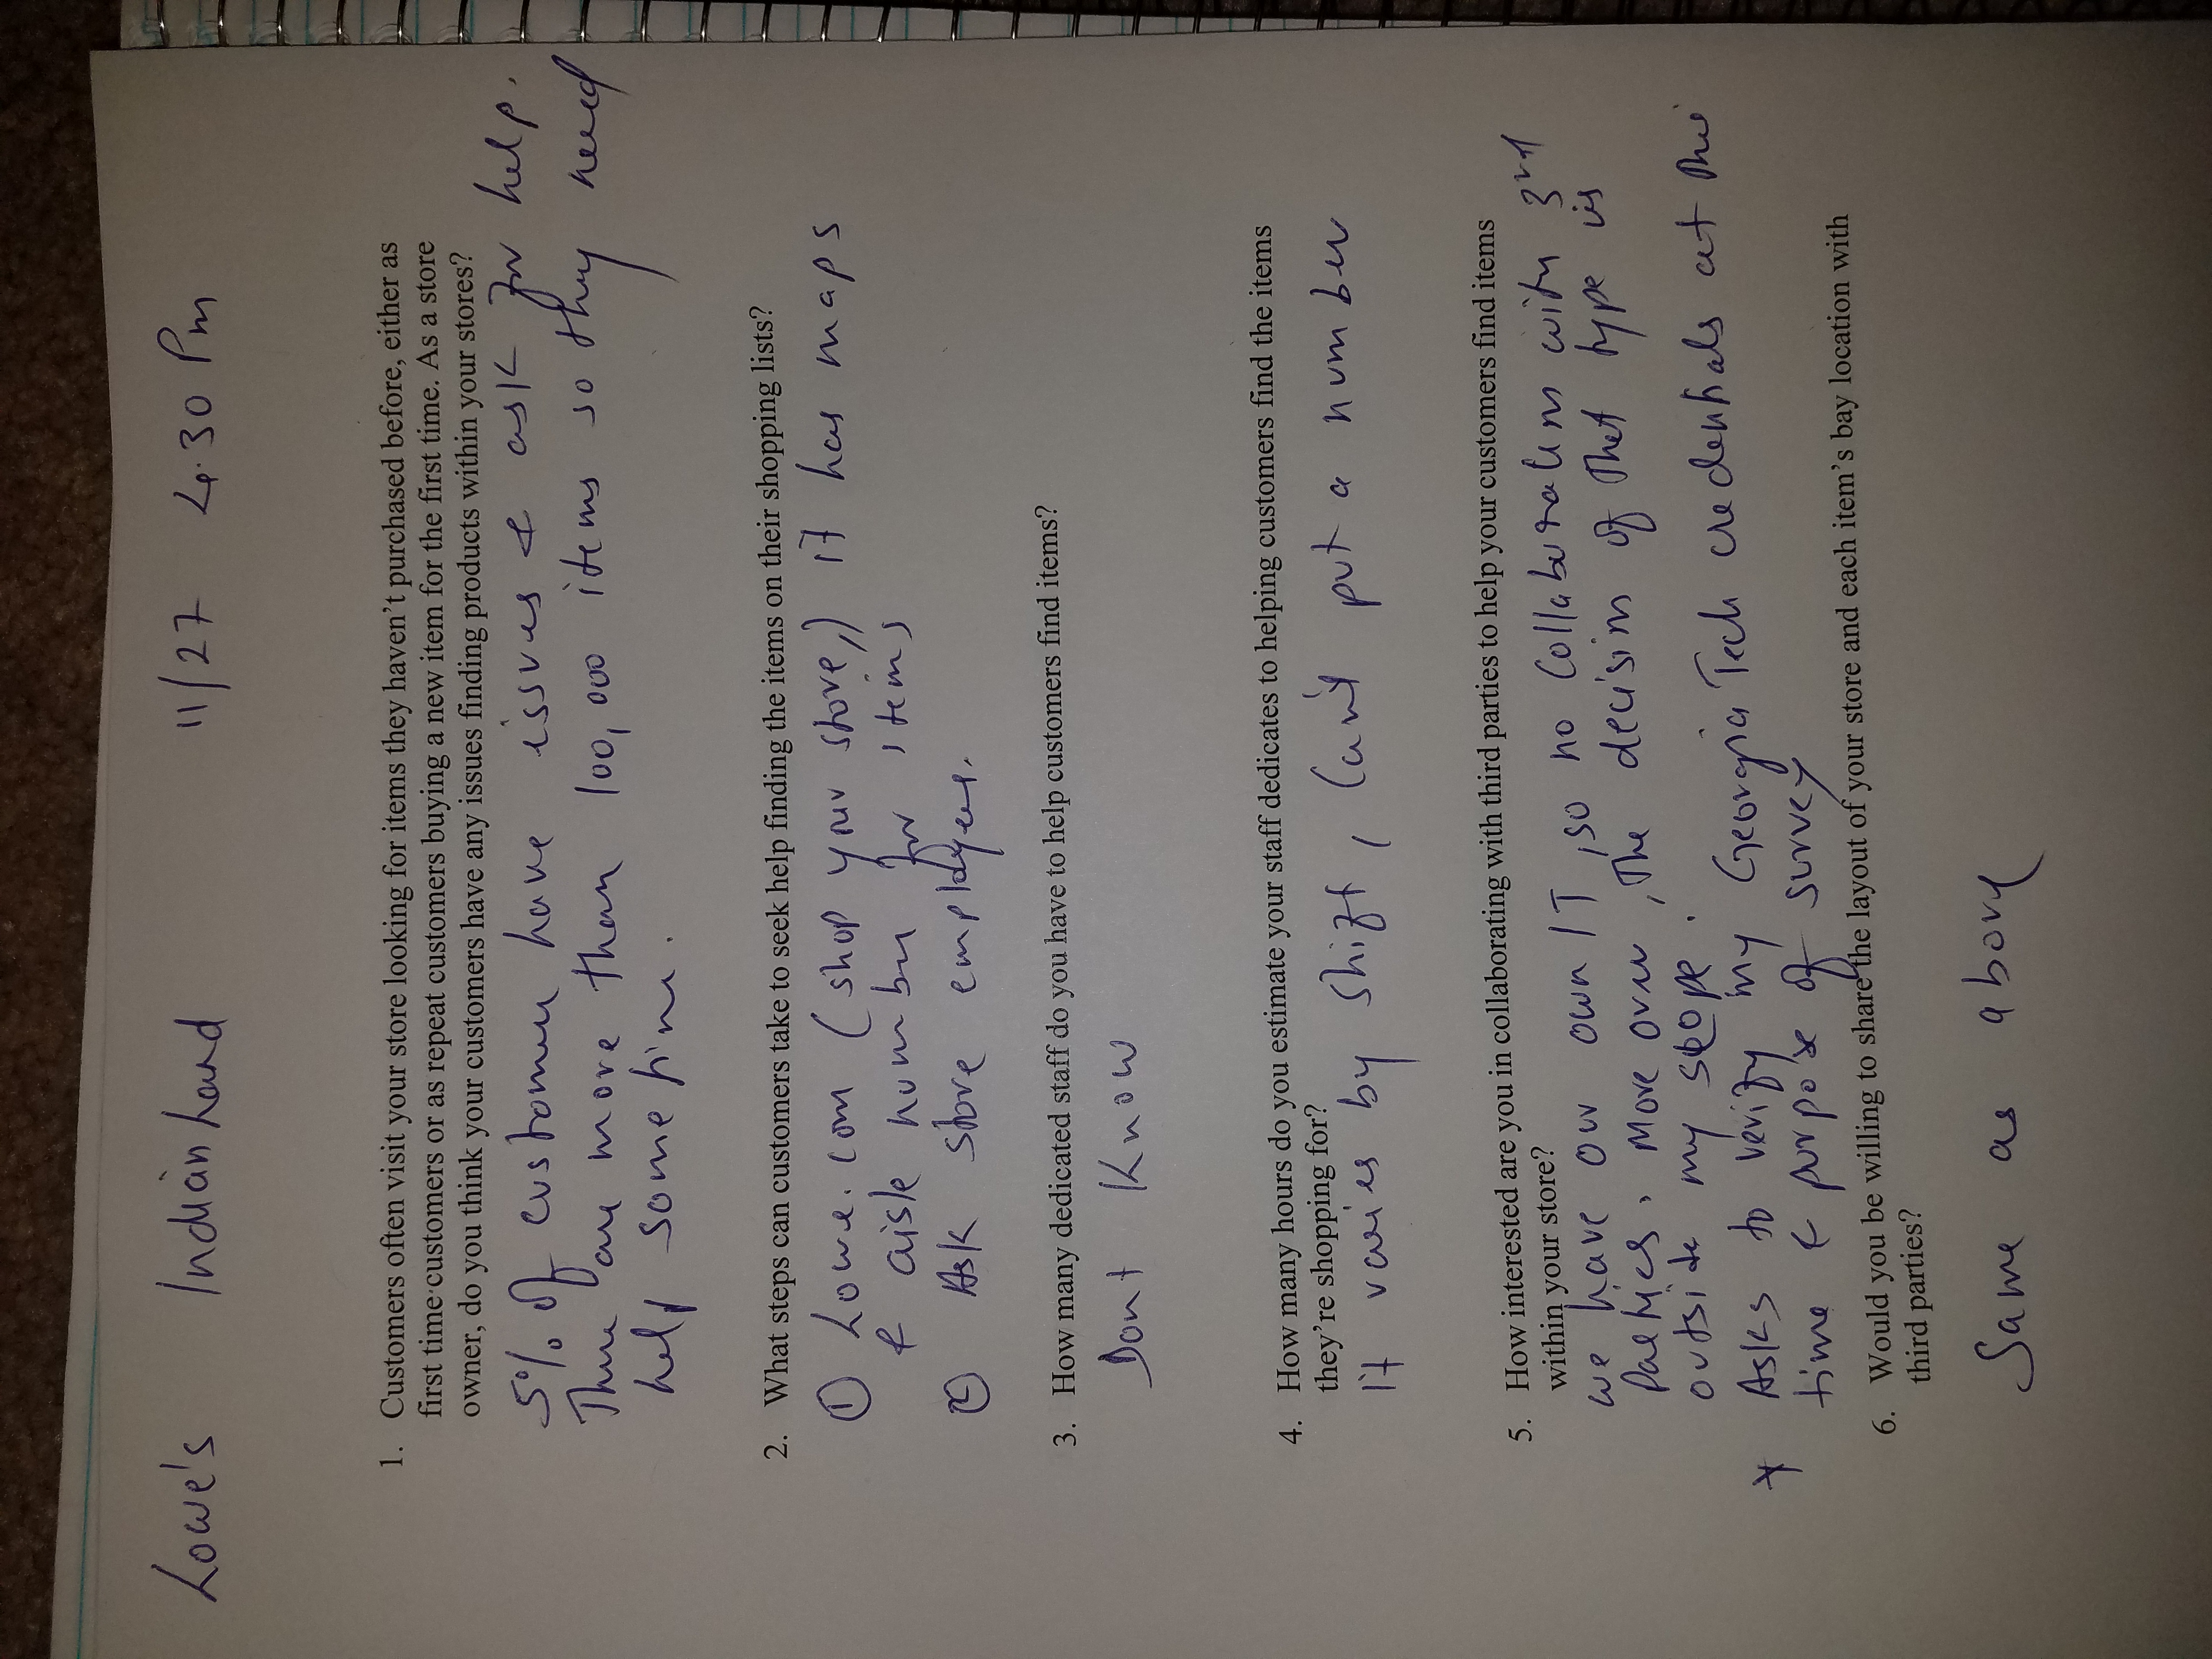 Lowe's Indian Land 11/27 4.30 Pm
1. Customers often visit your store looking for items they haven't purchased before, either as
first time customers or as repeat customers buying a new item for the first time. As a store
owner, do you think your customers have any issues finding products within your stores?
5% of customer have issues & ask for help.
There are more than 100,000 items so they need
help sometime.
2. What steps can customers take to seek help finding the items on their shopping lists?
① Lowe.com (shop your store,) it has maps
& aisle number for items
② Ask store employees.
3. How many dedicated staff do you have to help customers find items?
Dont Know
4. How many hours do you estimate your staff dedicates to helping customers find the items
they're shopping for?
It varies by shift, Can't put a number
5. How interested are you in collaborating with third parties to help your customers find items
within your store?
we have our own IT, so no Collaborations with 3rd
Parties. More over, The decision of that type is
outside my scope.
* Asks to verify my Georgia Tech credentials at this
time & purpose of survey
6. Would you be willing to share the layout of your store and each item's bay location with
third parties?
Same as above